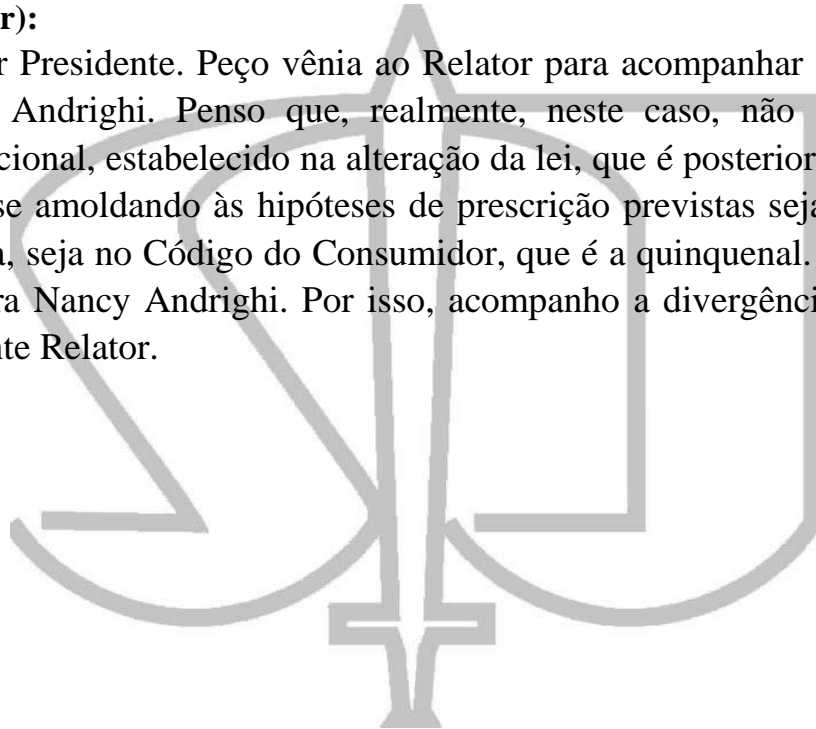 r):
r Presidente. Peço vênia ao Relator para acompanhar
Andrighi. Penso que, realmente, neste caso, não
cional, estabelecido na alteração da lei, que é posterior
se amoldando às hipóteses de prescrição previstas seja
a, seja no Código do Consumidor, que é a quinquenal.
ra Nancy Andrighi. Por isso, acompanho a divergênci
nte Relator.